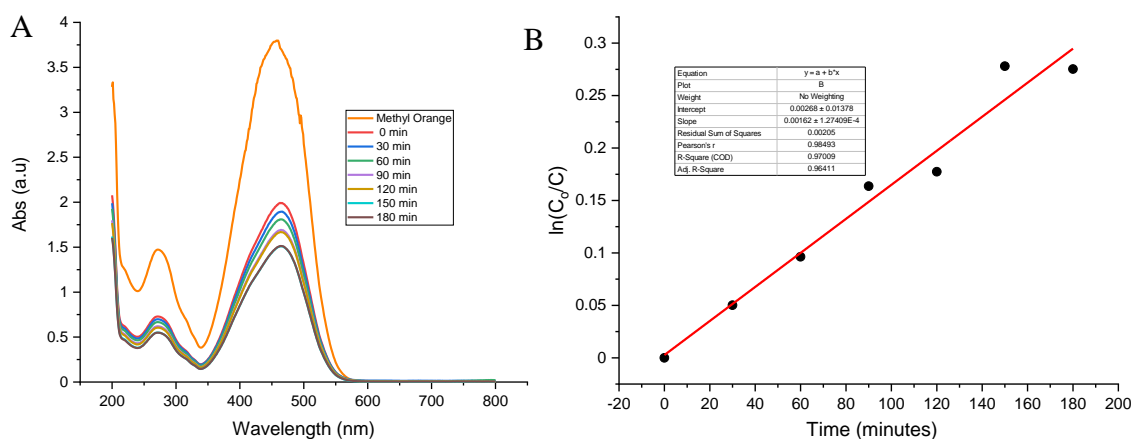 A
Abs (a.u)
4
3.5
3
2.5
2
1.5
1
0.5
0
200 300 400 500 600 700 800
Wavelength (nm)
Methyl Orange
0 min
30 min
60 min
90 min
120 min
150 min
180 min
B
ln(Co/C)
0.3
0.25
0.2
0.15
0.1
0.05
0
-20 0 20 40 60 80 100 120 140 160 180 200
Time (minutes)
Equation y = a + b*x
Plot B
Weight No Weighting
Intercept 0.00268 ± 0.01378
Slope 0.00162 ± 1.27409E-4
Residual Sum of Squares 0.00205
Pearson's r 0.98493
R-Square (COD) 0.97009
Adj. R-Square 0.96411